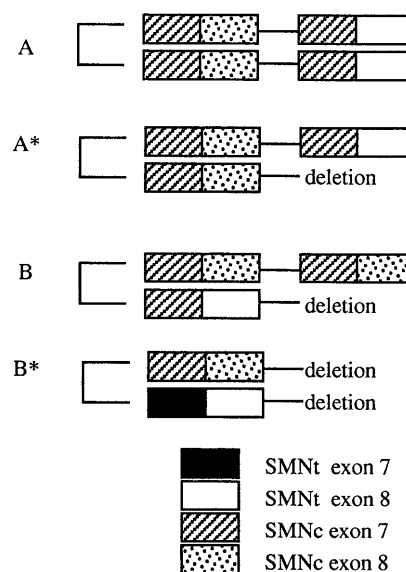 A
A*
deletion
B
deletion
B*
deletion
deletion
SMNt exon 7
SMNt exon 8
SMNc exon 7
SMNc exon 8